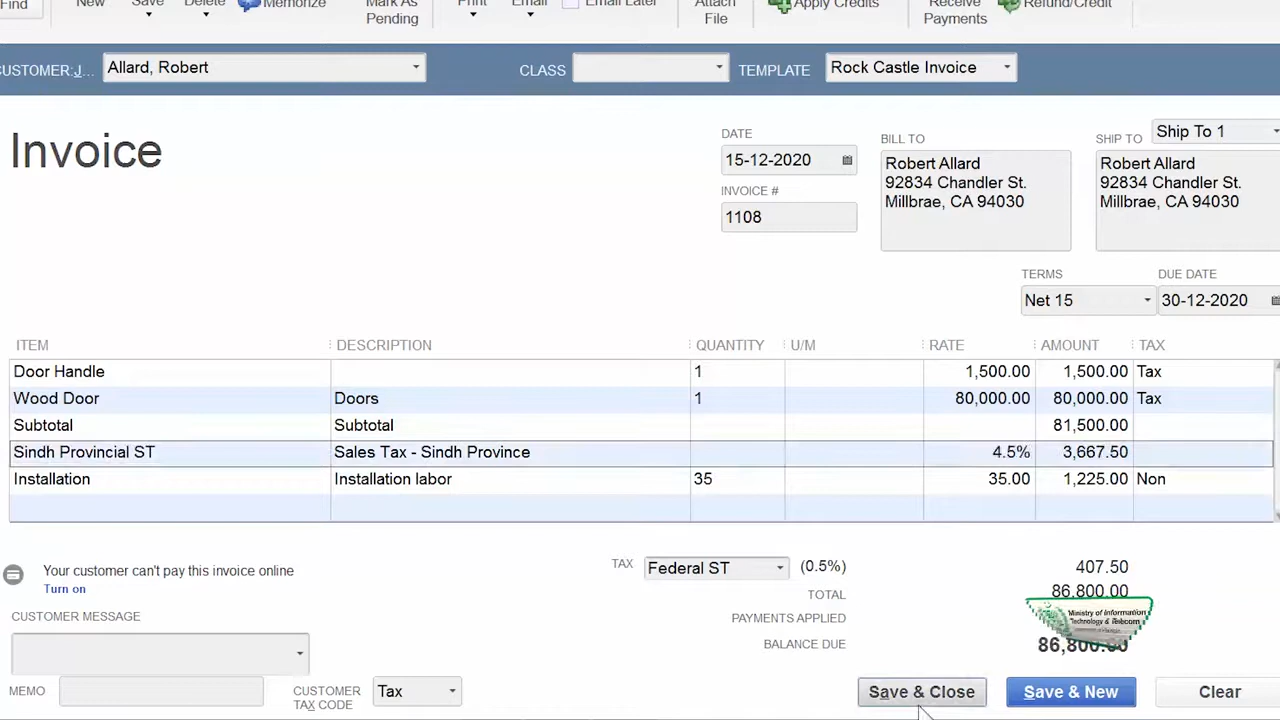 Find
New
Save
Delete
Memorize
Mark As
Pending
Print
Email
Email Later
Attach
File
Apply Credits
Receive
Payments
Refund/Credit
CUSTOMER:J... Allard, Robert CLASS TEMPLATE Rock Castle Invoice
Invoice
DATE
15-12-2020
INVOICE #
1108
BILL TO
Robert Allard
92834 Chandler St.
Millbrae, CA 94030
SHIP TO Ship To 1
Robert Allard
92834 Chandler St.
Millbrae, CA 94030
TERMS DUE DATE
Net 15 30-12-2020
ITEM DESCRIPTION QUANTITY U/M RATE AMOUNT TAX
Door Handle 1 1,500.00 1,500.00 Tax
Wood Door Doors 1 80,000.00 80,000.00 Tax
Subtotal Subtotal 81,500.00
Sindh Provincial ST Sales Tax - Sindh Province 4.5% 3,667.50
Installation Installation labor 35 35.00 1,225.00 Non
Your customer can't pay this invoice online
Turn on
TAX Federal ST (0.5%) 407.50
TOTAL 86,800.00
PAYMENTS APPLIED
BALANCE DUE 86,800.00
Ministry of Information
Technology & Telecom
CUSTOMER MESSAGE
MEMO
CUSTOMER
TAX CODE
Tax
Save & Close Save & New Clear